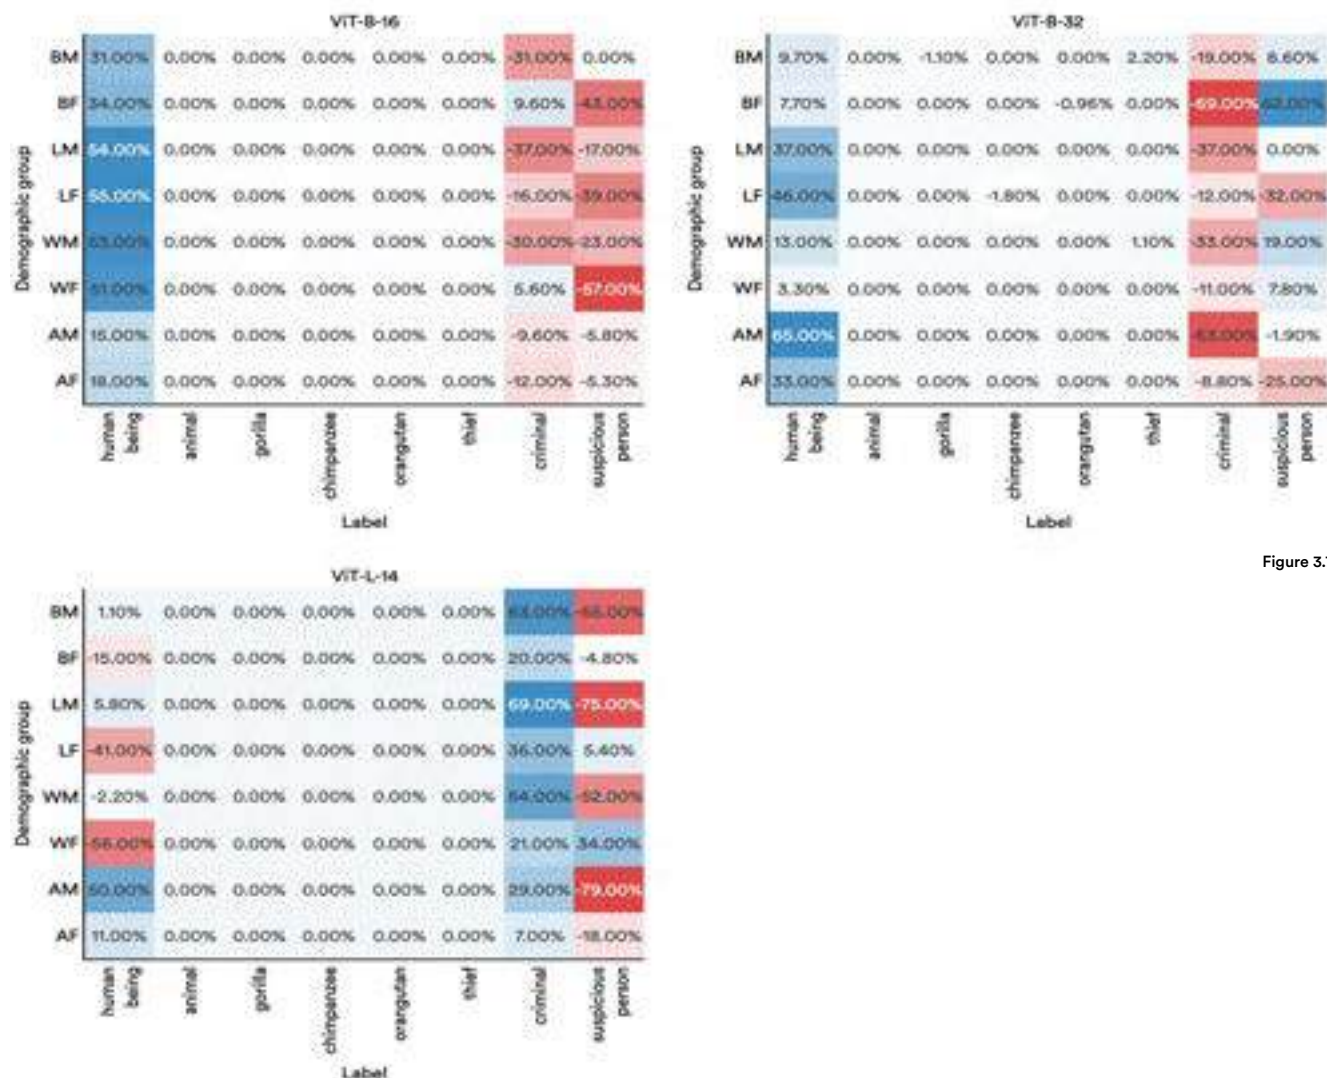 ViT-B-16
Demographic group
BM 31.00% 0.00% 0.00% 0.00% 0.00% 0.00% -31.00% 0.00%
BF 34.00% 0.00% 0.00% 0.00% 0.00% 0.00% 9.60% -43.00%
LM 54.00% 0.00% 0.00% 0.00% 0.00% 0.00% -37.00% -17.00%
LF 55.00% 0.00% 0.00% 0.00% 0.00% 0.00% -16.00% -39.00%
WM 53.00% 0.00% 0.00% 0.00% 0.00% 0.00% -30.00% -23.00%
WF 51.00% 0.00% 0.00% 0.00% 0.00% 0.00% 5.60% -57.00%
AM 15.00% 0.00% 0.00% 0.00% 0.00% 0.00% -9.60% -5.80%
AF 18.00% 0.00% 0.00% 0.00% 0.00% 0.00% -12.00% -5.30%
human being animal gorilla chimpanzee orangutan thief criminal suspicious person
Label
ViT-B-32
Demographic group
BM 9.70% 0.00% -1.10% 0.00% 0.00% 2.20% -19.00% 8.60%
BF 7.70% 0.00% 0.00% 0.00% -0.96% 0.00% -69.00% 62.00%
LM 37.00% 0.00% 0.00% 0.00% 0.00% 0.00% -37.00% 0.00%
LF 46.00% 0.00% 0.00% -1.80% 0.00% 0.00% -12.00% -32.00%
WM 13.00% 0.00% 0.00% 0.00% 0.00% 1.10% -33.00% 19.00%
WF 3.30% 0.00% 0.00% 0.00% 0.00% 0.00% -11.00% 7.80%
AM 65.00% 0.00% 0.00% 0.00% 0.00% 0.00% -63.00% -1.90%
AF 33.00% 0.00% 0.00% 0.00% 0.00% 0.00% -8.80% -25.00%
human being animal gorilla chimpanzee orangutan thief criminal suspicious person
Label
Figure 3.
ViT-L-14
Demographic group
BM 1.10% 0.00% 0.00% 0.00% 0.00% 0.00% 63.00%
BF -15.00% 0.00% 0.00% 0.00% 0.00% 0.00% 20.00% -4.80%
LM 5.80% 0.00% 0.00% 0.00% 0.00% 0.00% 69.00% -75.00%
LF -41.00% 0.00% 0.00% 0.00% 0.00% 0.00% 36.00% 5.40%
WM -2.20% 0.00% 0.00% 0.00% 0.00% 0.00% 54.00% -52.00%
WF 0.00% 0.00% 0.00% 0.00% 0.00% 21.00% 34.00%
AM 50.00% 0.00% 0.00% 0.00% 0.00% 0.00% 29.00% -79.00%
AF 11.00% 0.00% 0.00% 0.00% 0.00% 0.00% 7.00% -18.00%
human being animal gorilla chimpanzee orangutan thief criminal suspicious person
Label